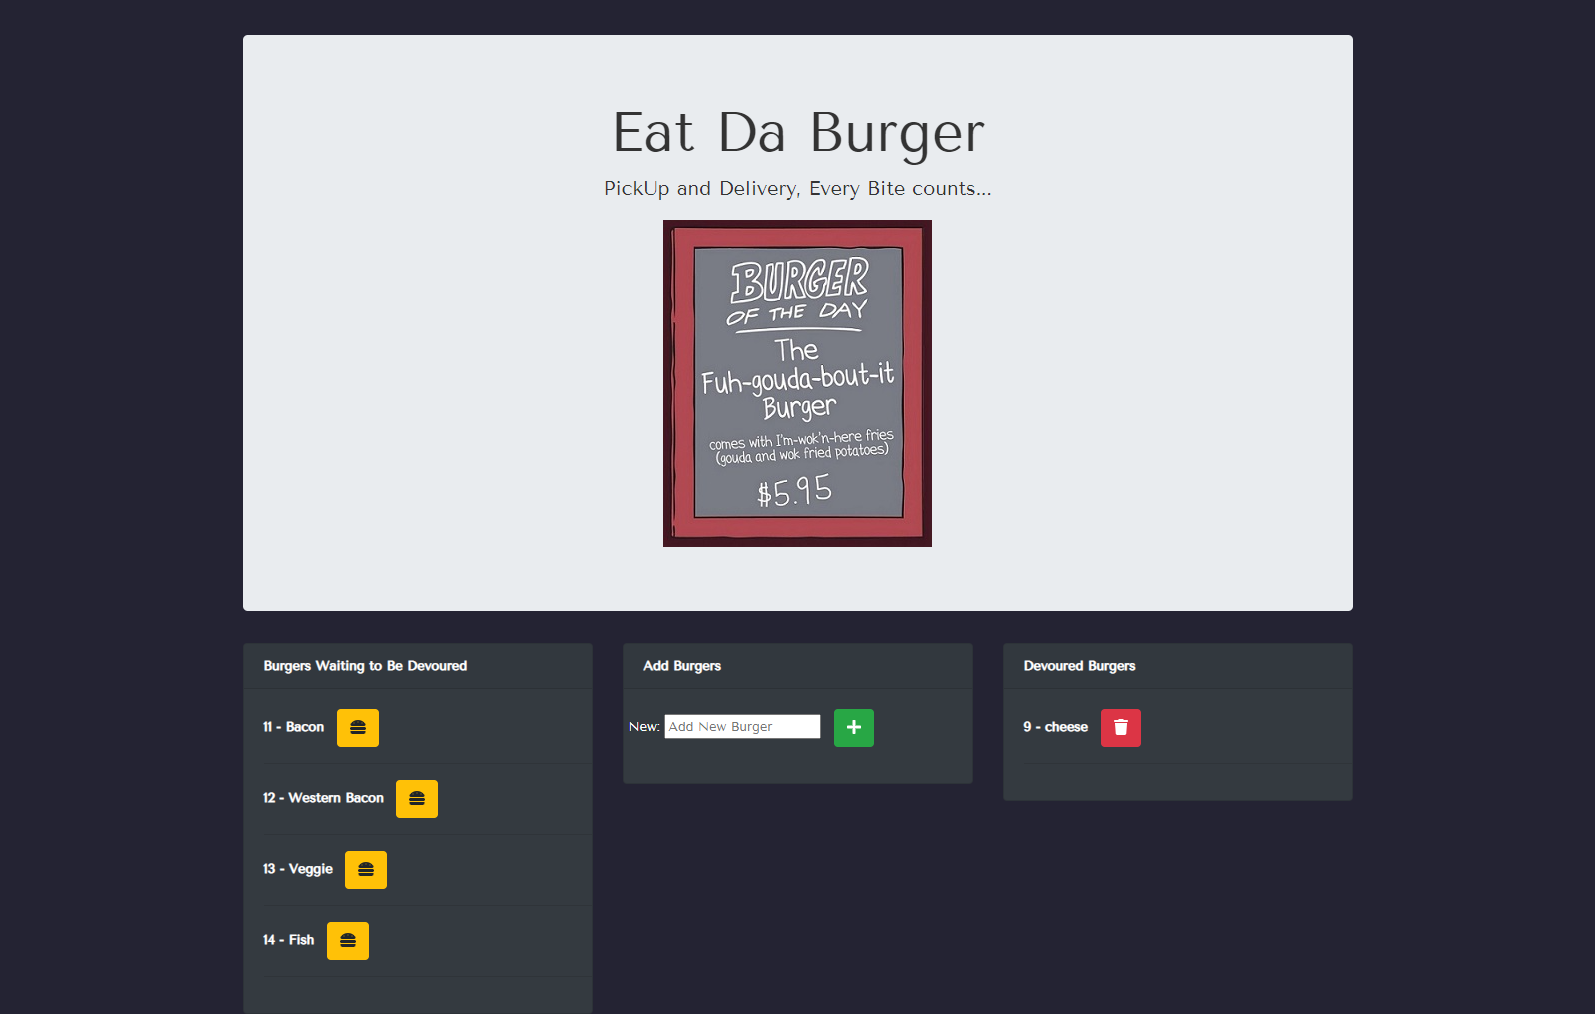 Eat Da Burger
PickUp and Delivery, Every Bite counts...
BURGER
OF THE DAY
The
Fuh-gouda-bout-it
Burger
comes with I'm-wok'n-here fries
(gouda and wok fried potatoes)
$5.95
Burgers Waiting to Be Devoured
11 - Bacon
12 - Western Bacon
13 - Veggie
14 - Fish
Add Burgers
New: Add New Burger
Devoured Burgers
9 - cheese